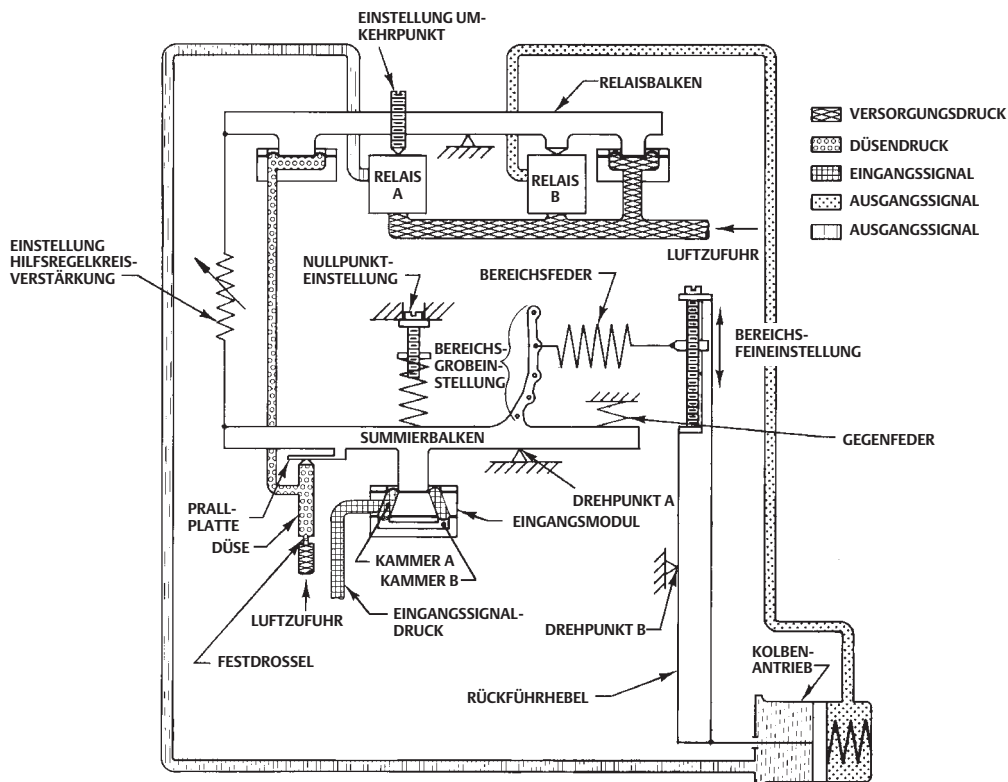 EINSTELLUNG UM-
KEHRPUNKT
RELAISBALKEN
VERSORGUNGSDRUCK
DÜSENDRUCK
EINGANGSSIGNAL
AUSGANGSSIGNAL
AUSGANGSSIGNAL
RELAIS
A
RELAIS
B
LUFTZUFUHR
EINSTELLUNG
HILFSREGELKREIS-
VERSTÄRKUNG
NULLPUNKT-
EINSTELLUNG
BEREICHSFEDER
BEREICHS-
GROBEIN-
STELLUNG
BEREICHS-
FEINEINSTELLUNG
SUMMIERBALKEN
GEGENFEDER
PRALL-
PLATTE
DÜSE
DREHPUNKT A
EINGANGSMODUL
KAMMER A
KAMMER B
LUFTZUFUHR
EINGANGSSIGNAL-
DRUCK
DREHPUNKT B
FESTDROSSEL
KOLBEN-
ANTRIEB
RÜCKFÜHRHEBEL